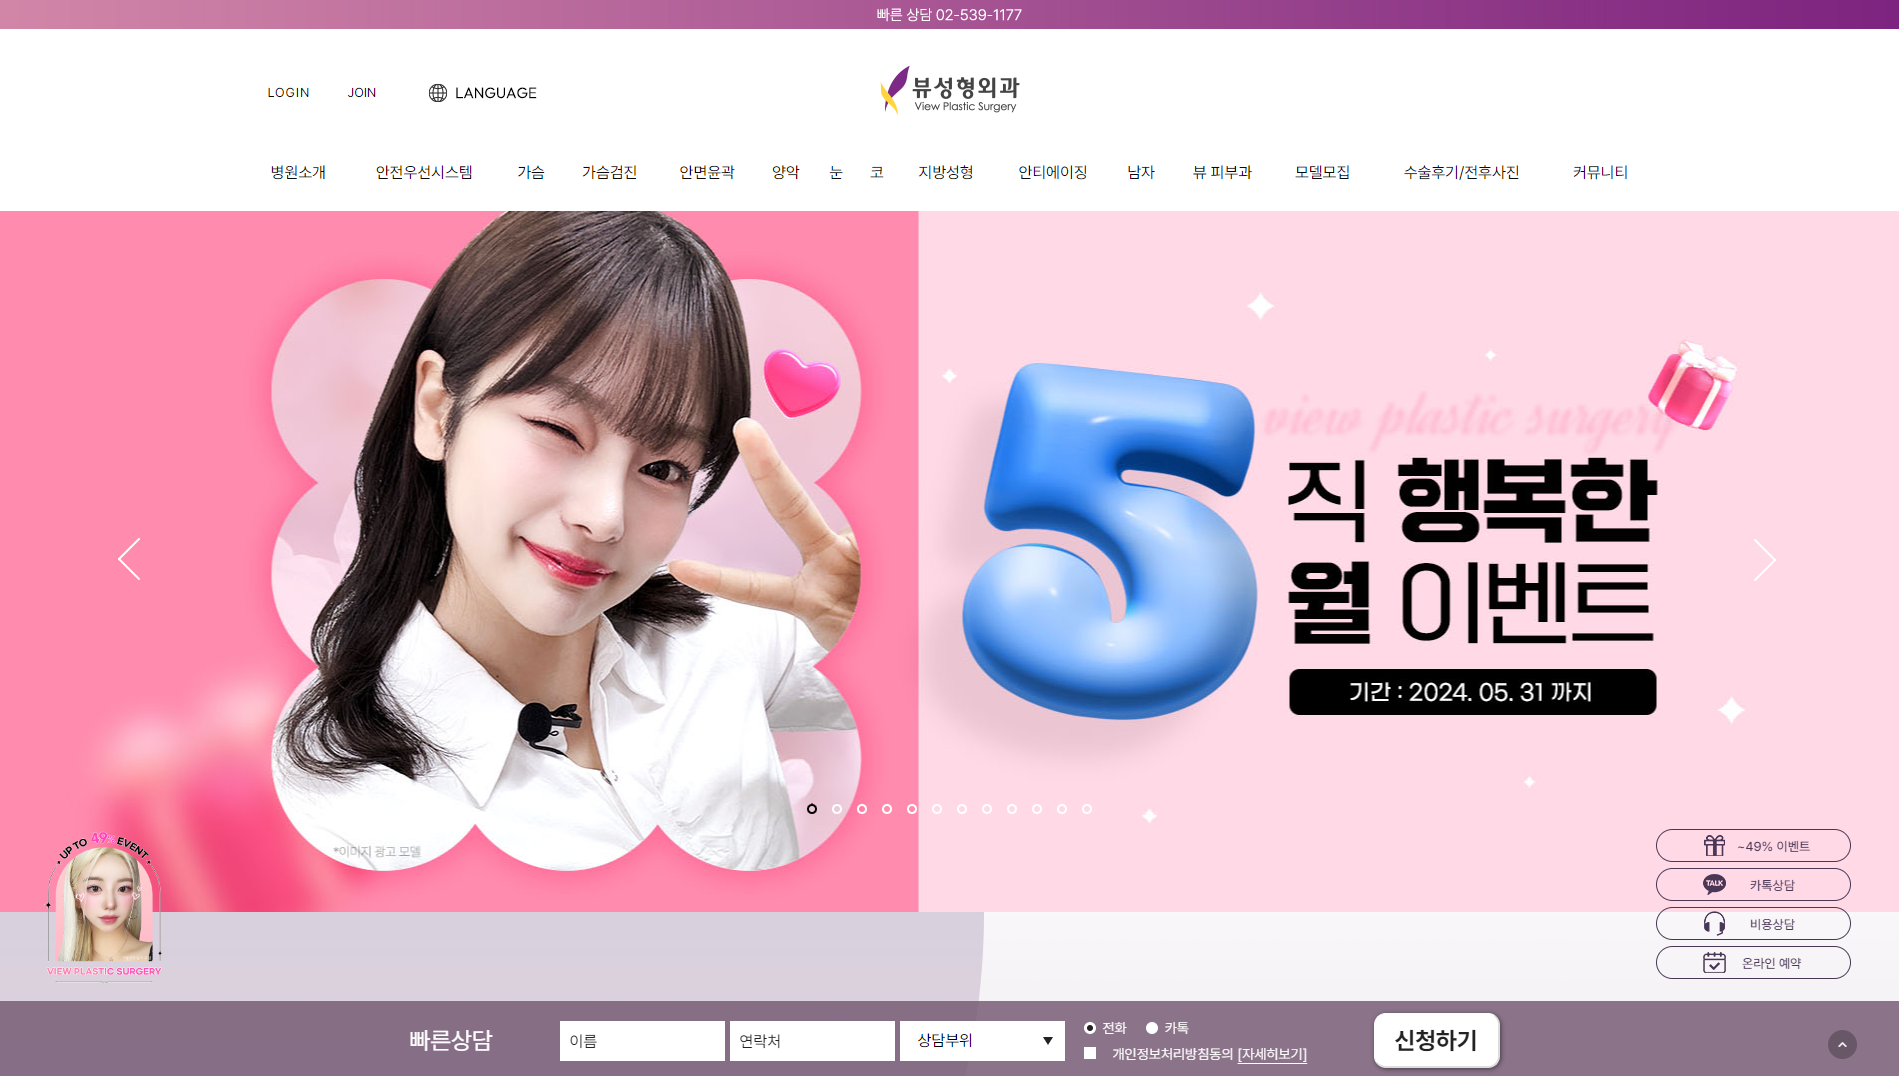 빠른 상담 02-539-1177
LOGIN JOIN LANGUAGE
뷰성형외과
View Plastic Surgery
병원소개 안전우선시스템 가슴 가슴검진 안면윤곽 양악 눈 코 지방성형 안티에이징 남자 뷰 피부과 모델모집 수술후기/전후사진 커뮤니티
view plastic surgery
5
직 행복한
월 이벤트
기간 : 2024. 05. 31 까지
*이미지 광고 모델
UP TO 49% EVENT
VIEW PLASTIC SURGERY
~49% 이벤트
TALK 카톡상담
비용상담
온라인 예약
빠른상담 이름 연락처 상담부위 ▼ 전화 카톡
개인정보처리방침동의 [자세히보기]
신청하기